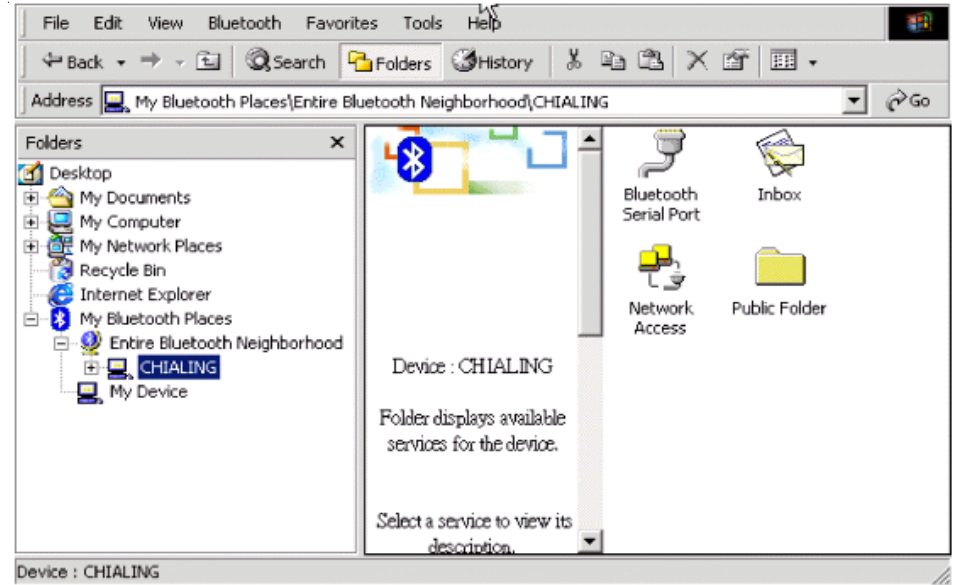 File Edit View Bluetooth Favorites Tools Help
Back Search Folders History
Address My Bluetooth Places\Entire Bluetooth Neighborhood\CHIALING Go
Folders
Desktop
My Documents
My Computer
My Network Places
Recycle Bin
Internet Explorer
My Bluetooth Places
Entire Bluetooth Neighborhood
CHIALING
My Device
Device : CHIALING
Folder displays available
services for the device.
Select a service to view its
description.
Bluetooth
Serial Port
Inbox
Network
Access
Public Folder
Device : CHIALING